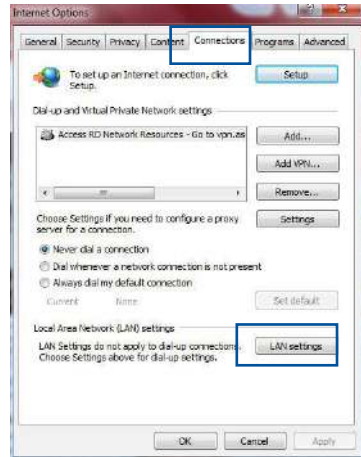 Internet Options
General Security Privacy Content Connections Programs Advanced
To set up an Internet connection, click Setup.
Setup
Dial-up and Virtual Private Network settings
Access RD Network Resources - Go to vpn.as
Add...
Add VPN...
Remove...
Choose Settings if you need to configure a proxy
server for a connection.
Settings
Never dial a connection
Dial whenever a network connection is not present
Always dial my default connection
Current None
Set default
Local Area Network (LAN) settings
LAN Settings do not apply to dial-up connections.
Choose Settings above for dial-up settings.
LAN settings
OK Cancel Apply